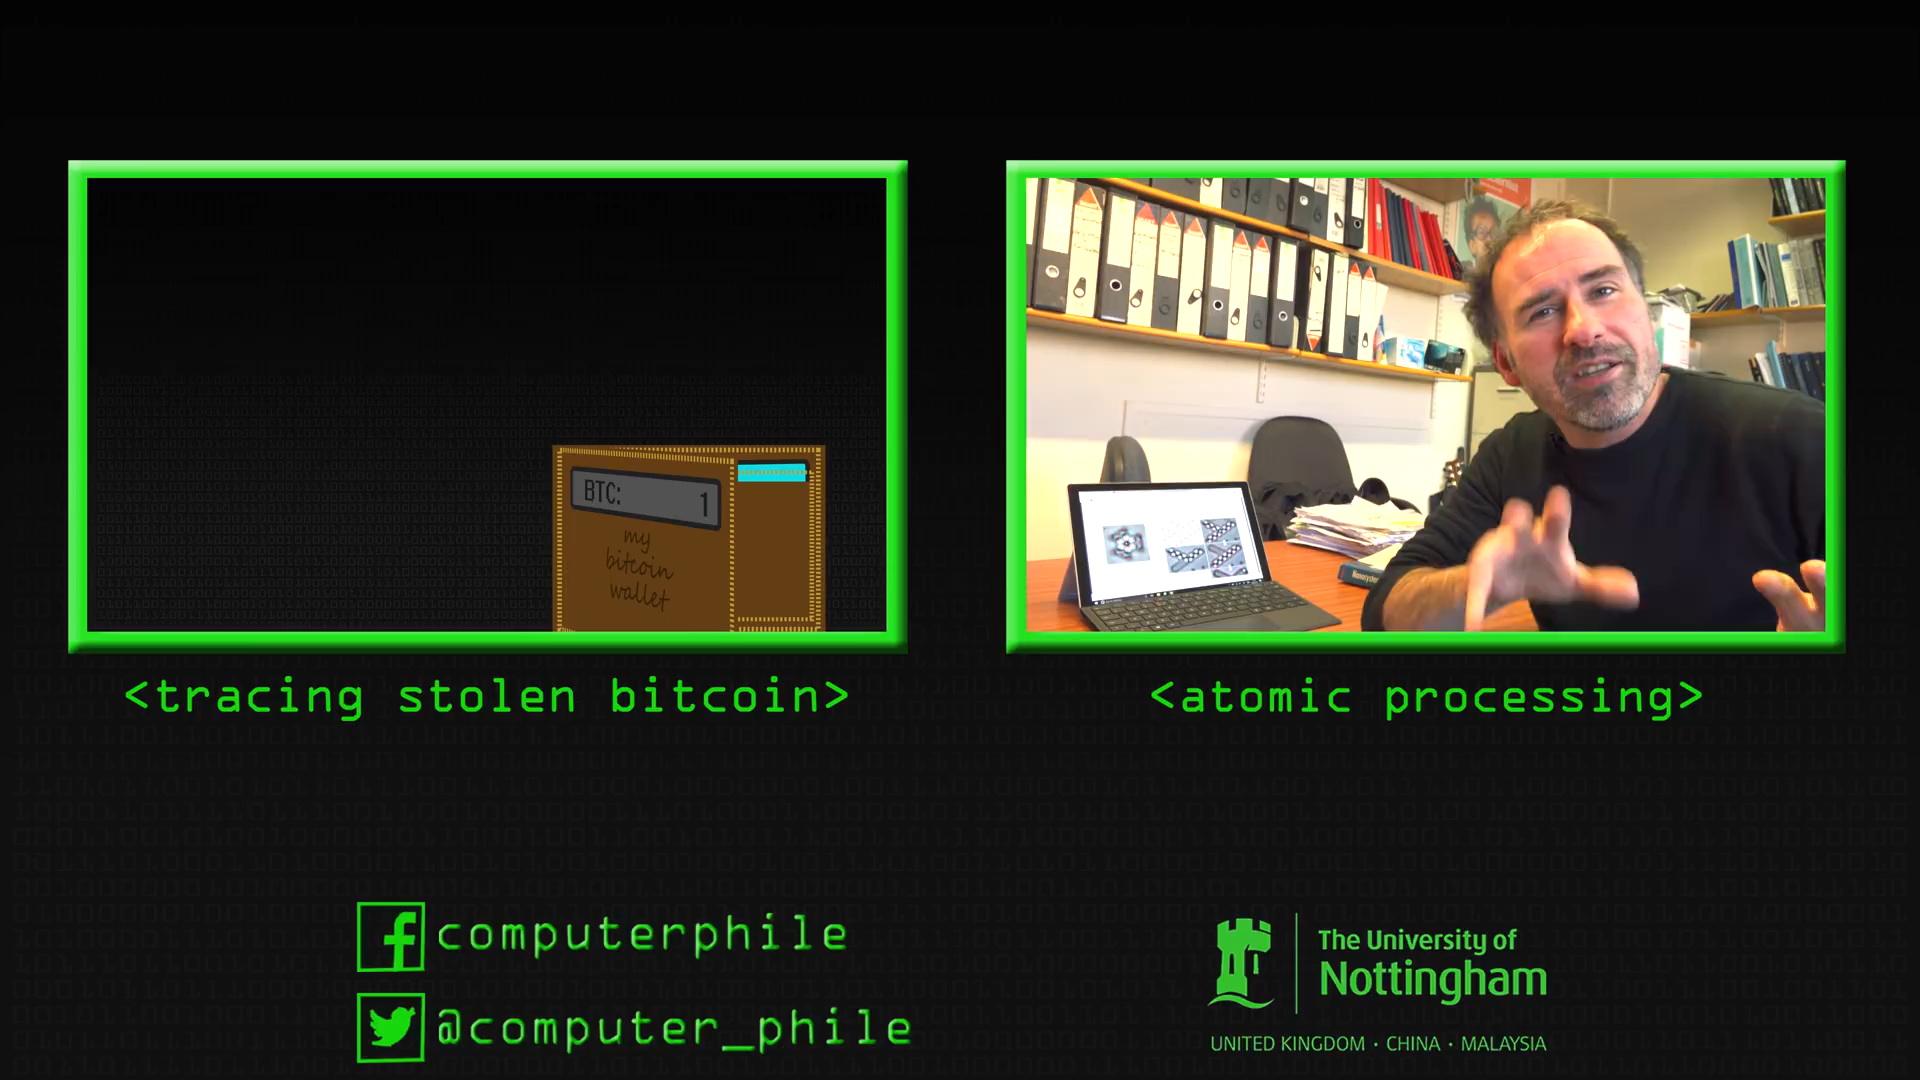 BTC: 1
my
bitcoin
wallet
<tracing stolen bitcoin>
<atomic processing>
computerphile
@computer_phile
The University of
Nottingham
UNITED KINGDOM · CHINA · MALAYSIA